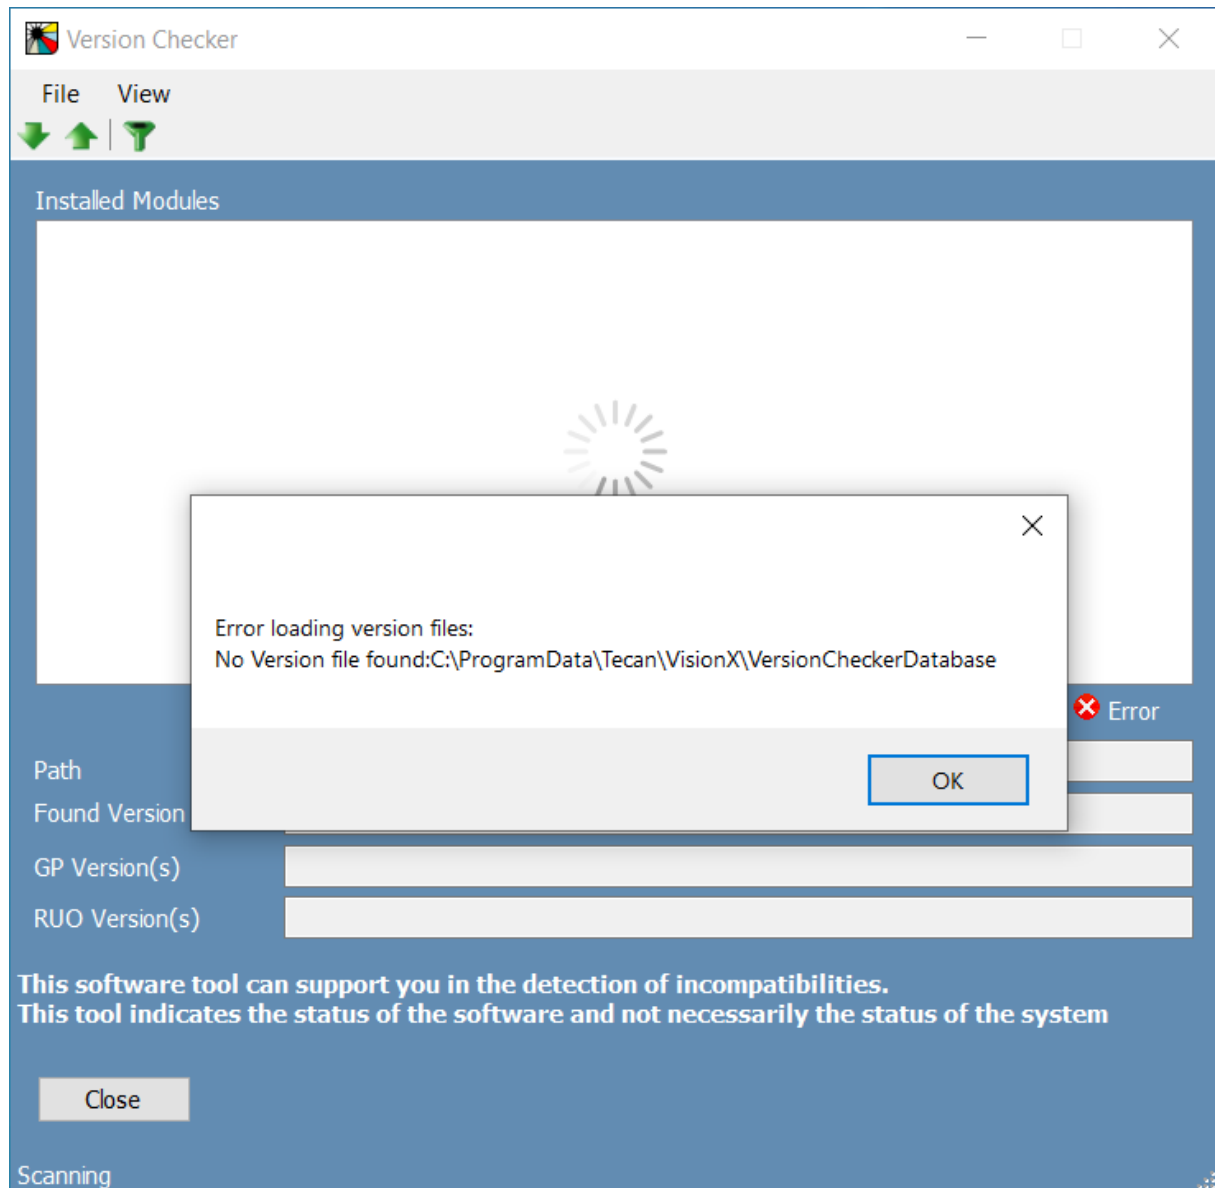 Version Checker
File View
Installed Modules
Error loading version files:
No Version file found:C:\ProgramData\Tecan\VisionX\VersionCheckerDatabase
OK
Error
Path
Found Version
GP Version(s)
RUO Version(s)
This software tool can support you in the detection of incompatibilities.
This tool indicates the status of the software and not necessarily the status of the system
Close
Scanning